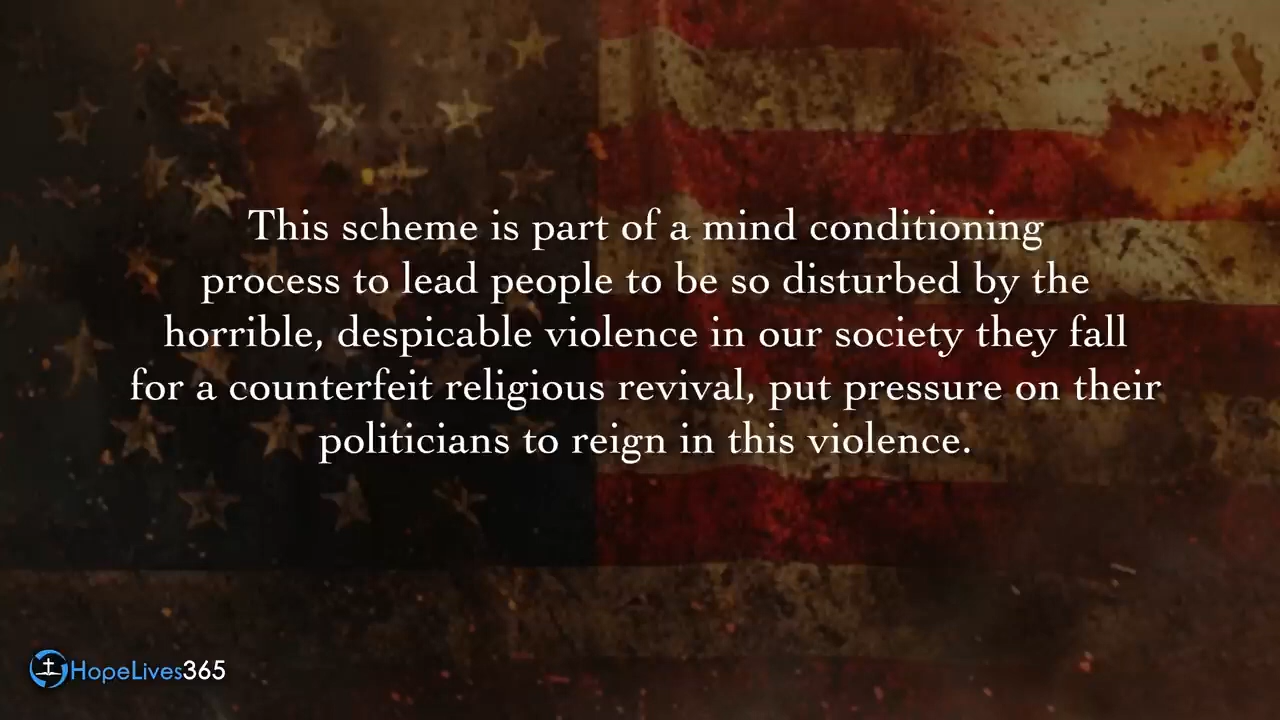 This scheme is part of a mind conditioning
process to lead people to be so disturbed by the
horrible, despicable violence in our society they fall
for a counterfeit religious revival, put pressure on their
politicians to reign in this violence.
HopeLives365